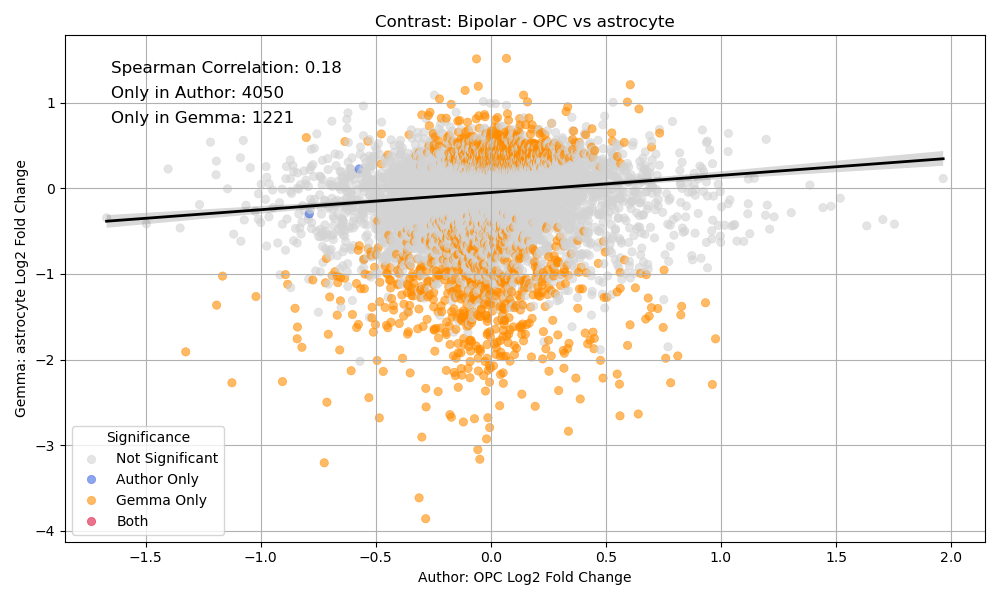 Contrast: Bipolar - OPC vs astrocyte
Spearman Correlation: 0.18
Only in Author: 4050
Only in Gemma: 1221
Gemma: astrocyte Log2 Fold Change
1
0
−1
−2
−3
−4
Significance
Not Significant
Author Only
Gemma Only
Both
−1.5 −1.0 −0.5 0.0 0.5 1.0 1.5 2.0
Author: OPC Log2 Fold Change